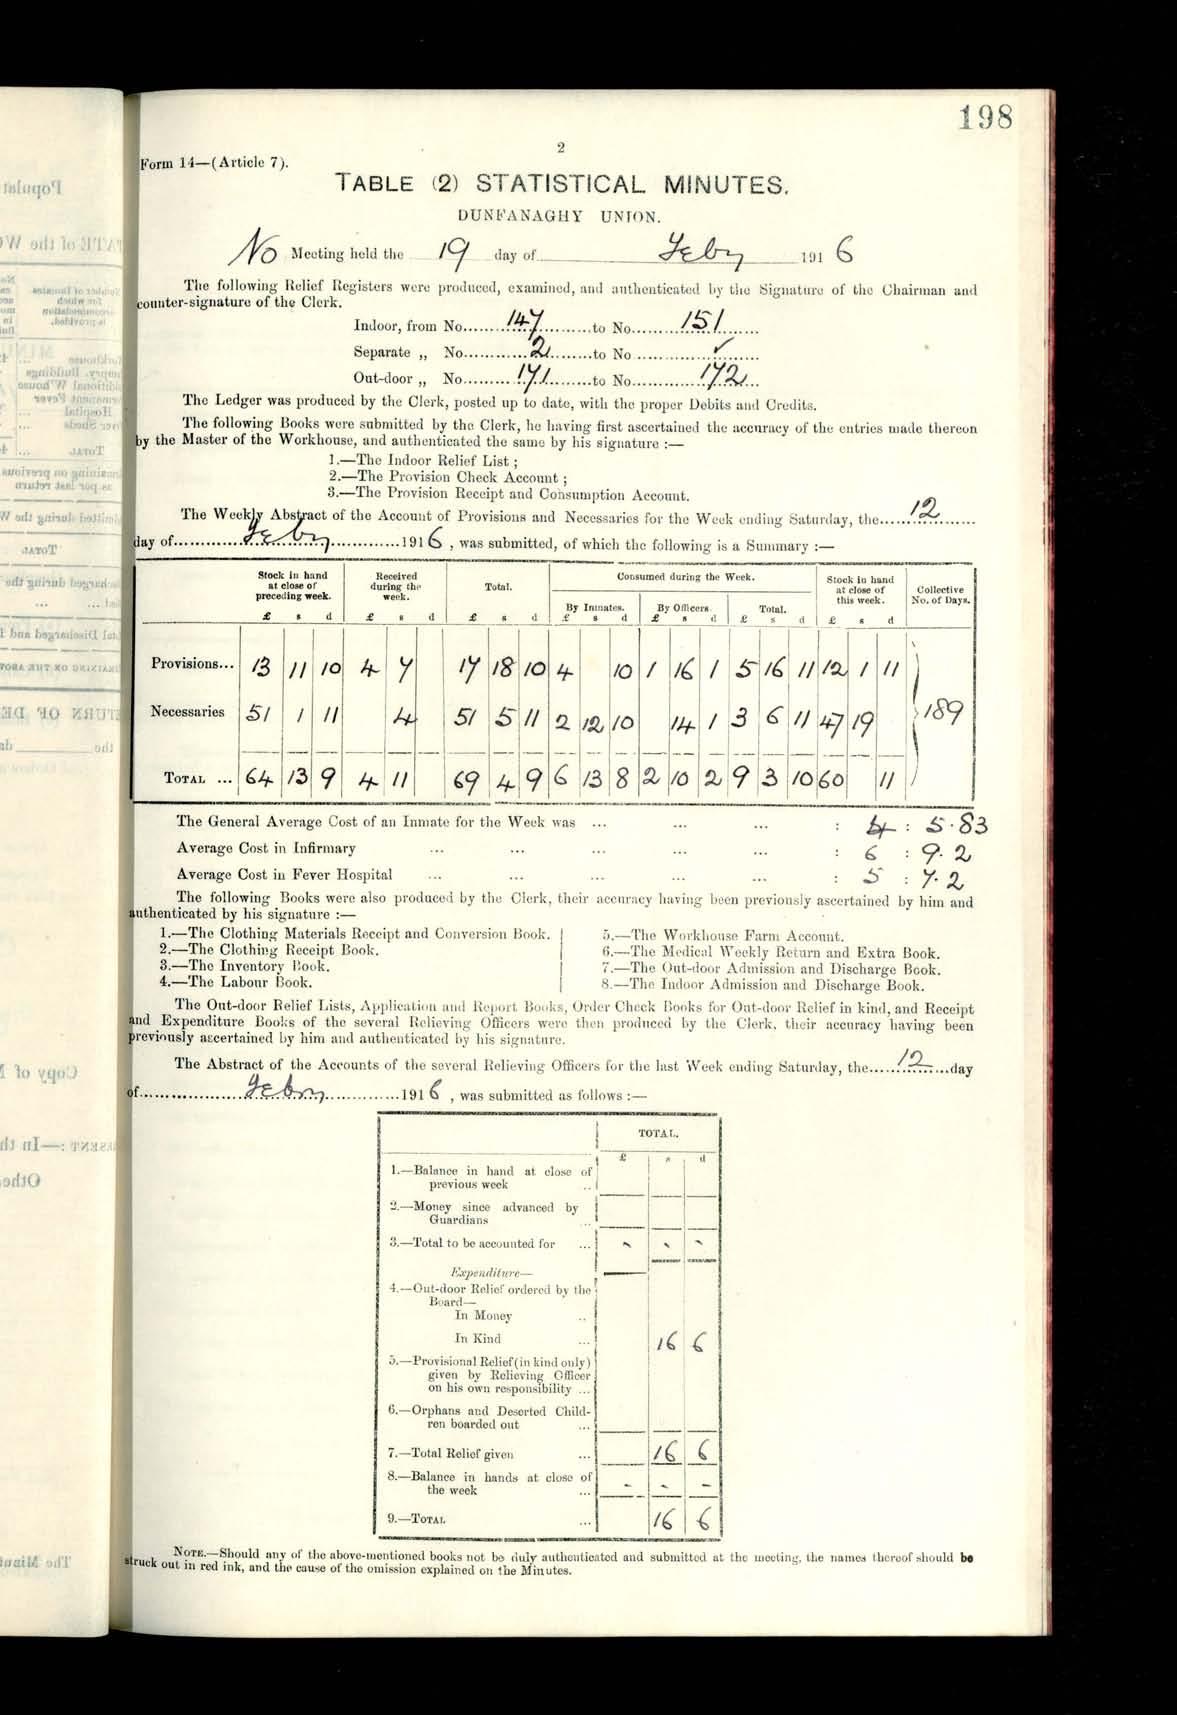 198
2
Form 14—(Article 7).
TABLE (2) STATISTICAL MINUTES.
DUNFANAGHY UNION.
No Meeting held the 19 day of Feby 1916
The following Relief Registers were produced, examined, and authenticated by the Signature of the Chairman and
counter-signature of the Clerk.
Indoor, from No. 147 to No. 151
Separate „ No. 2 to No. ✓
Out-door „ No. 171 to No. 172
The Ledger was produced by the Clerk, posted up to date, with the proper Debits and Credits.
The following Books were submitted by the Clerk, he having first ascertained the accuracy of the entries made thereon
by the Master of the Workhouse, and authenticated the same by his signature :—
1.—The Indoor Relief List ;
2.—The Provision Check Account ;
3.—The Provision Receipt and Consumption Account.
The Weekly Abstract of the Account of Provisions and Necessaries for the Week ending Saturday, the 12
day of Feby 1916, was submitted, of which the following is a Summary :—
Stock in hand at close of preceding week. Received during the week. Total. Consumed during the Week. Stock in hand at close of this week. Collective No. of Days.
By Inmates. By Officers. Total.
£ s d £ s d £ s d £ s d £ s d £ s d £ s d
Provisions... 13 11 10 4 7 17 18 10 4 10 1 16 1 5 16 11 12 1 11
Necessaries 51 1 11 4 51 5 11 2 12 10 14 1 3 6 11 47 19 189
TOTAL ... 64 13 9 4 11 69 4 9 6 13 8 2 10 2 9 3 10 60 11
The General Average Cost of an Inmate for the Week was ... ... ... : 4 : 5.83
Average Cost in Infirmary ... ... ... ... ... : 6 : 9.2
Average Cost in Fever Hospital ... ... ... ... ... : 5 : 7.2
The following Books were also produced by the Clerk, their accuracy having been previously ascertained by him and
authenticated by his signature :—
1.—The Clothing Materials Receipt and Conversion Book.
2.—The Clothing Receipt Book.
3.—The Inventory Book.
4.—The Labour Book.
5.—The Workhouse Farm Account.
6.—The Medical Weekly Return and Extra Book.
7.—The Out-door Admission and Discharge Book.
8.—The Indoor Admission and Discharge Book.
The Out-door Relief Lists, Application and Report Books, Order Check Books for Out-door Relief in kind, and Receipt
and Expenditure Books of the several Relieving Officers were then produced by the Clerk, their accuracy having been
previously ascertained by him and authenticated by his signature.
The Abstract of the Accounts of the several Relieving Officers for the last Week ending Saturday, the 12 day
of Feby 1916, was submitted as follows :—
TOTAL.
£ s d
1.—Balance in hand at close of
previous week ..
2.—Money since advanced by
Guardians ...
3.—Total to be accounted for ... - - -
Expenditure—
4.—Out-door Relief ordered by the
Board—
In Money ..
In Kind ... 16 6
5.—Provisional Relief (in kind only)
given by Relieving Officer
on his own responsibility ...
6.—Orphans and Deserted Child-
ren boarded out ...
7.—Total Relief given ... 16 6
8.—Balance in hands at close of
the week ... - - -
9.—TOTAL ... 16 6
NOTE.—Should any of the above-mentioned books not be duly authenticated and submitted at the meeting, the names thereof should be
struck out in red ink, and the cause of the omission explained on the Minutes.